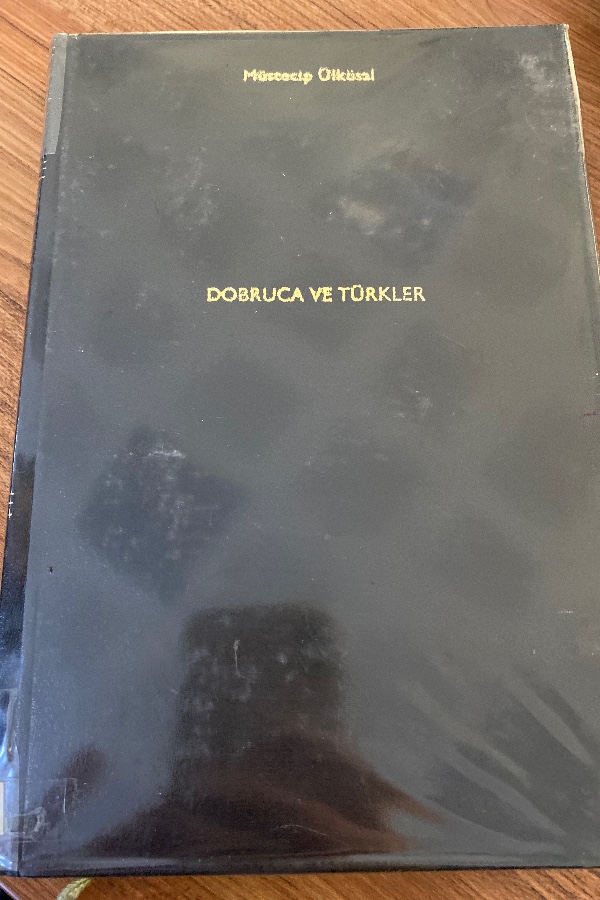 Müstecip Ülküsal
DOBRUCA VE TÜRKLER